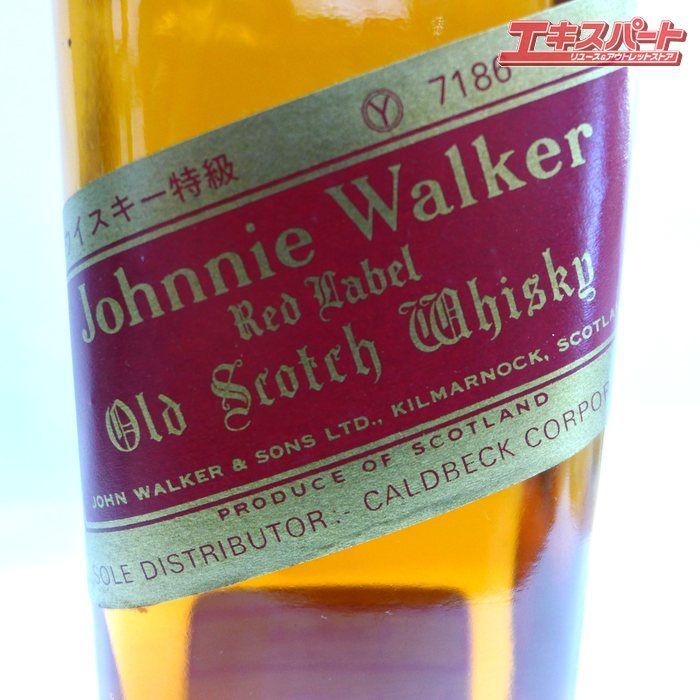 エキスパート
リユース&アウトレットストア
Ⓨ 7186
ウイスキー特級
Johnnie Walker
Red Label
Old Scotch Whisky
JOHN WALKER & SONS LTD., KILMARNOCK, SCOTLA
PRODUCE OF SCOTLAND
SOLE DISTRIBUTOR:- CALDBECK CORPOR